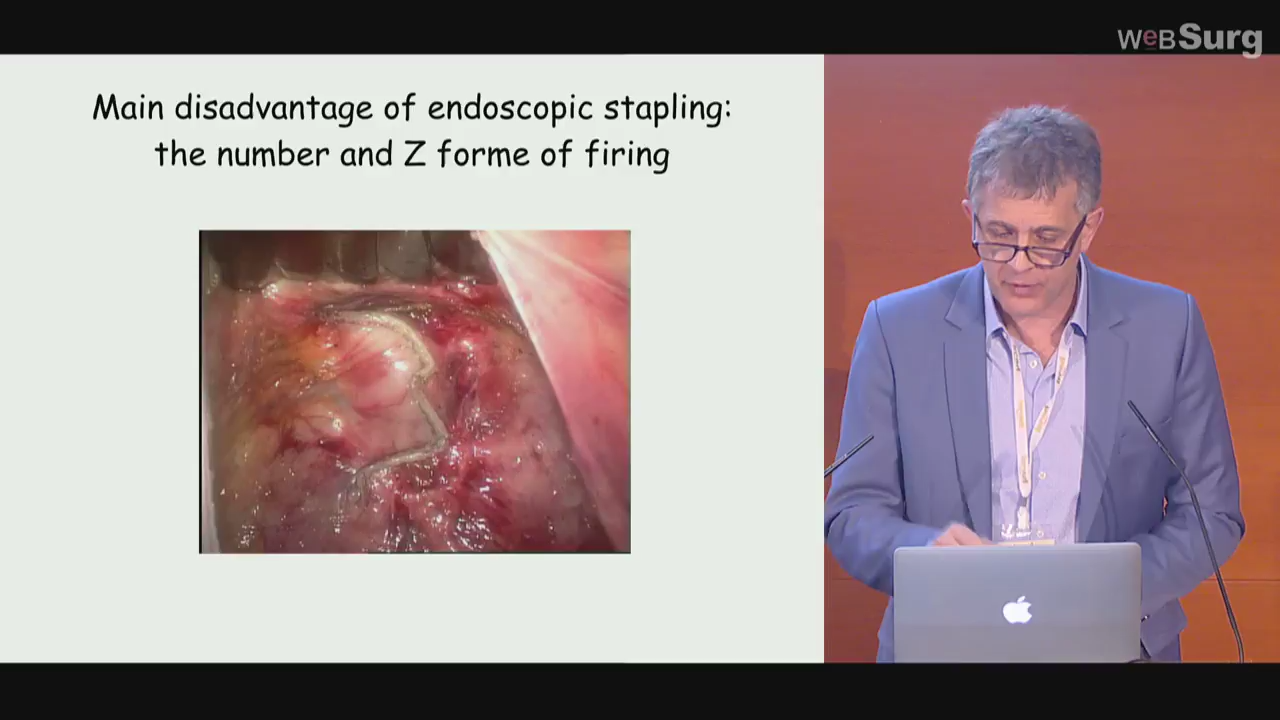 weBSurg
Main disadvantage of endoscopic stapling:
the number and Z forme of firing